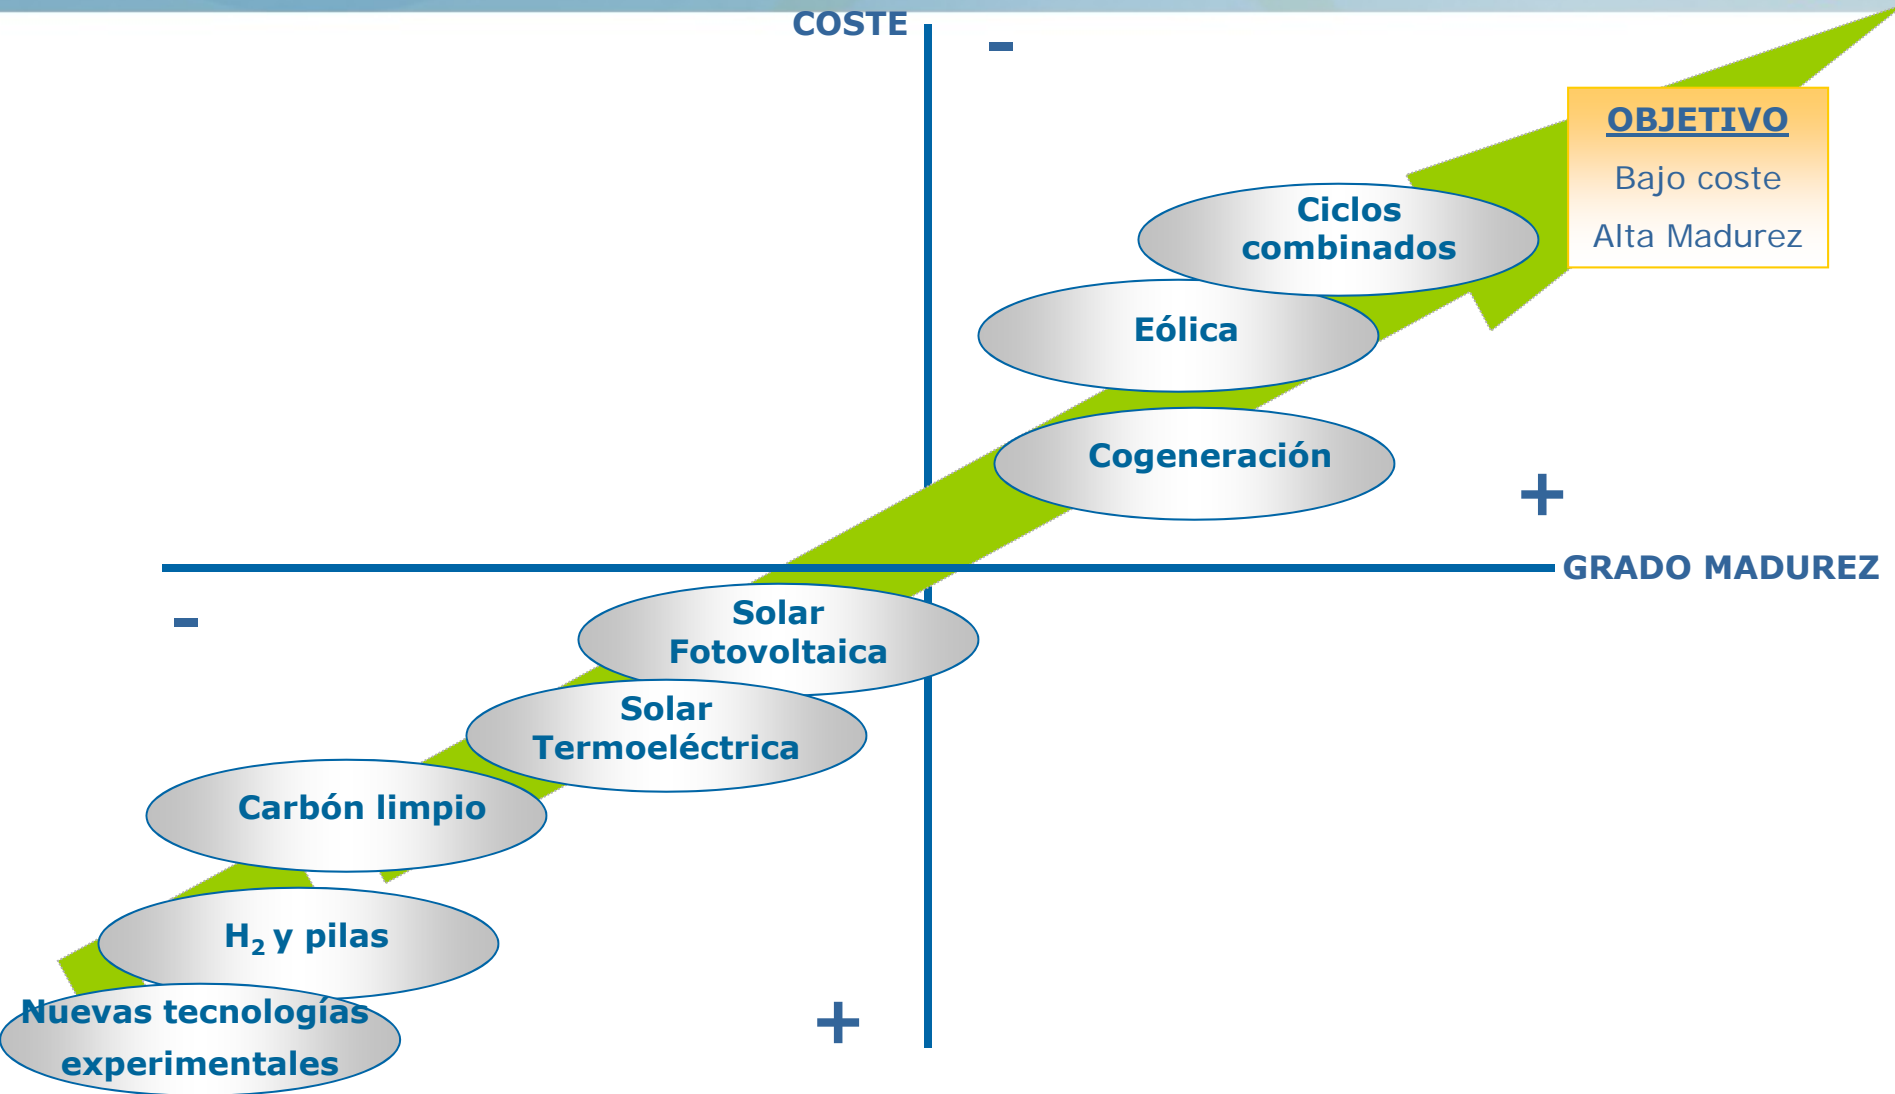 COSTE
-
OBJETIVO
Bajo coste
Alta Madurez
Ciclos
combinados
Eólica
Cogeneración
+
GRADO MADUREZ
-
Solar
Fotovoltaica
Solar
Termoeléctrica
Carbón limpio
H₂ y pilas
Nuevas tecnologías
experimentales
+